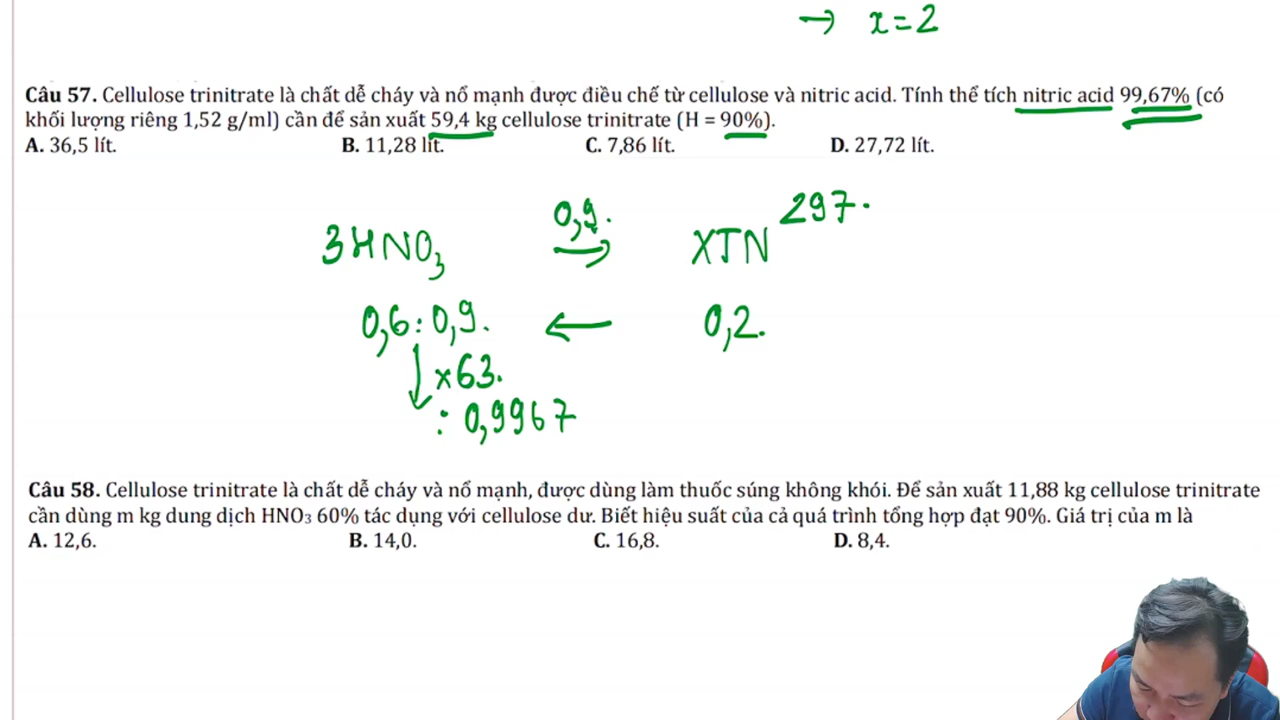 → x=2
Câu 57. Cellulose trinitrate là chất dễ cháy và nổ mạnh được điều chế từ cellulose và nitric acid. Tính thể tích nitric acid 99,67% (có
khối lượng riêng 1,52 g/ml) cần để sản xuất 59,4 kg cellulose trinitrate (H = 90%).
A. 36,5 lít. B. 11,28 lít. C. 7,86 lít. D. 27,72 lít.
3HNO₃ 0,9. → XTN 297.
0,6:0,9. ← 0,2.
↓ x63.
: 0,9967
Câu 58. Cellulose trinitrate là chất dễ cháy và nổ mạnh, được dùng làm thuốc súng không khói. Để sản xuất 11,88 kg cellulose trinitrate
cần dùng m kg dung dịch HNO₃ 60% tác dụng với cellulose dư. Biết hiệu suất của cả quá trình tổng hợp đạt 90%. Giá trị của m là
A. 12,6. B. 14,0. C. 16,8. D. 8,4.